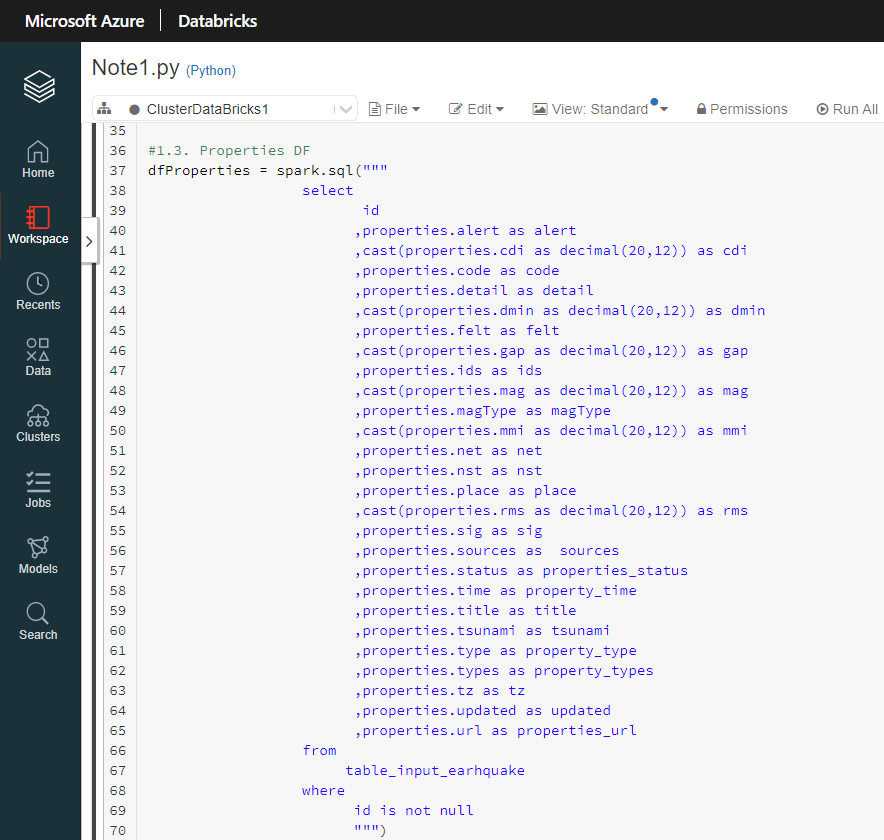 Microsoft Azure | Databricks
Note1.py (Python)
ClusterDataBricks1 File Edit View: Standard Permissions Run All
Home
Workspace
Recents
Data
Clusters
Jobs
Models
Search
35
36 #1.3. Properties DF
37 dfProperties = spark.sql("""
38 select
39 id
40 ,properties.alert as alert
41 ,cast(properties.cdi as decimal(20,12)) as cdi
42 ,properties.code as code
43 ,properties.detail as detail
44 ,cast(properties.dmin as decimal(20,12)) as dmin
45 ,properties.felt as felt
46 ,cast(properties.gap as decimal(20,12)) as gap
47 ,properties.ids as ids
48 ,cast(properties.mag as decimal(20,12)) as mag
49 ,properties.magType as magType
50 ,cast(properties.mmi as decimal(20,12)) as mmi
51 ,properties.net as net
52 ,properties.nst as nst
53 ,properties.place as place
54 ,cast(properties.rms as decimal(20,12)) as rms
55 ,properties.sig as sig
56 ,properties.sources as  sources
57 ,properties.status as properties_status
58 ,properties.time as property_time
59 ,properties.title as title
60 ,properties.tsunami as tsunami
61 ,properties.type as property_type
62 ,properties.types as property_types
63 ,properties.tz as tz
64 ,properties.updated as updated
65 ,properties.url as properties_url
66 from
67 table_input_earhquake
68 where
69 id is not null
70 """)